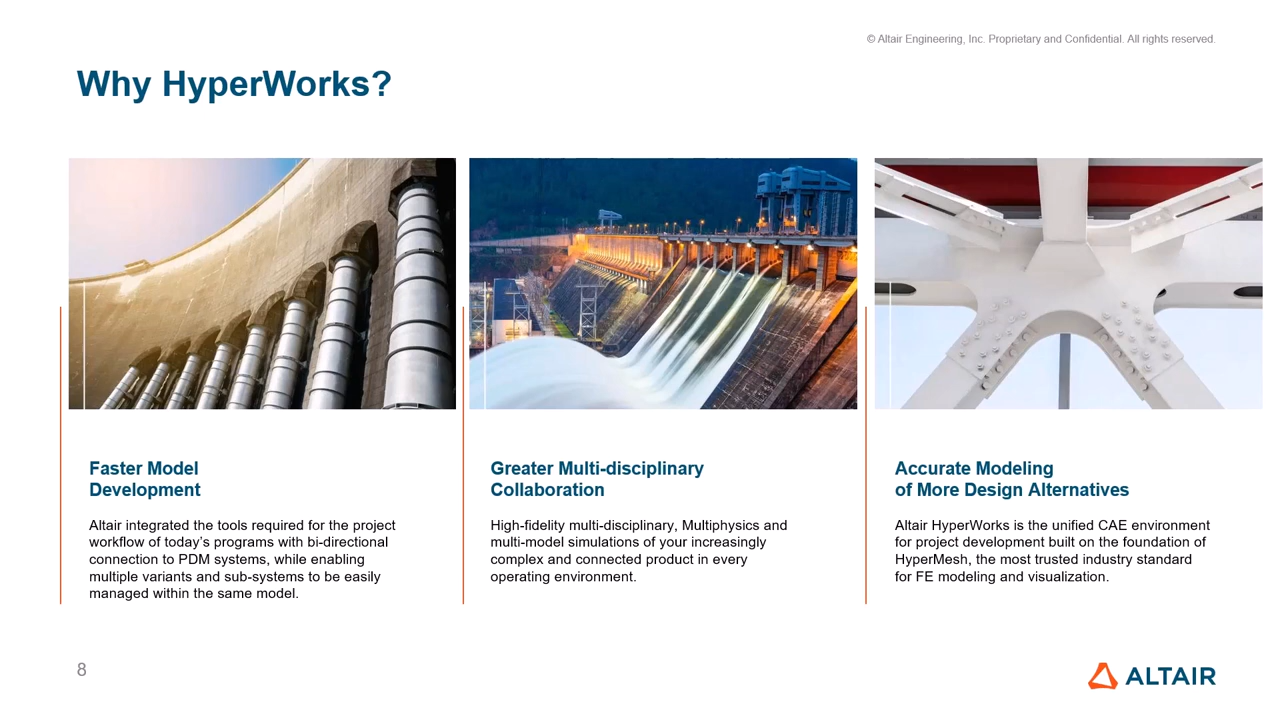 © Altair Engineering, Inc. Proprietary and Confidential. All rights reserved.
Why HyperWorks?
Faster Model
Development
Altair integrated the tools required for the project
workflow of today’s programs with bi-directional
connection to PDM systems, while enabling
multiple variants and sub-systems to be easily
managed within the same model.
Greater Multi-disciplinary
Collaboration
High-fidelity multi-disciplinary, Multiphysics and
multi-model simulations of your increasingly
complex and connected product in every
operating environment.
Accurate Modeling
of More Design Alternatives
Altair HyperWorks is the unified CAE environment
for project development built on the foundation of
HyperMesh, the most trusted industry standard
for FE modeling and visualization.
8
ALTAIR